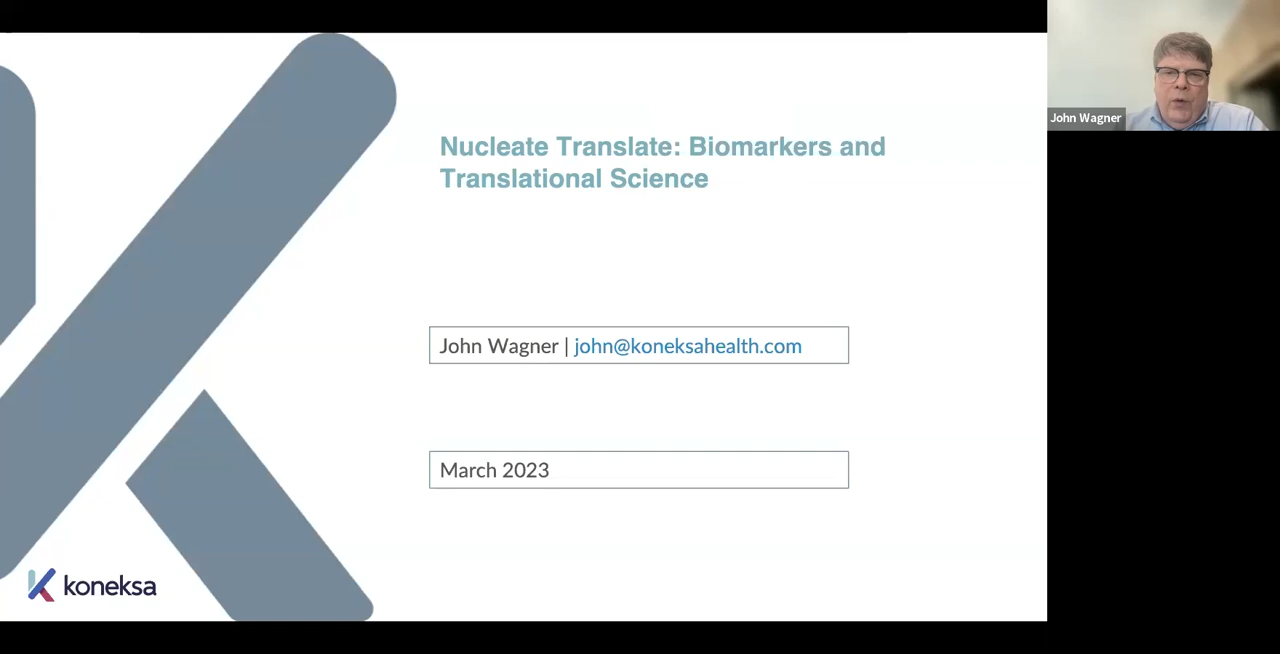 John Wagner
Nucleate Translate: Biomarkers and
Translational Science
John Wagner | john@koneksahealth.com
March 2023
koneksa